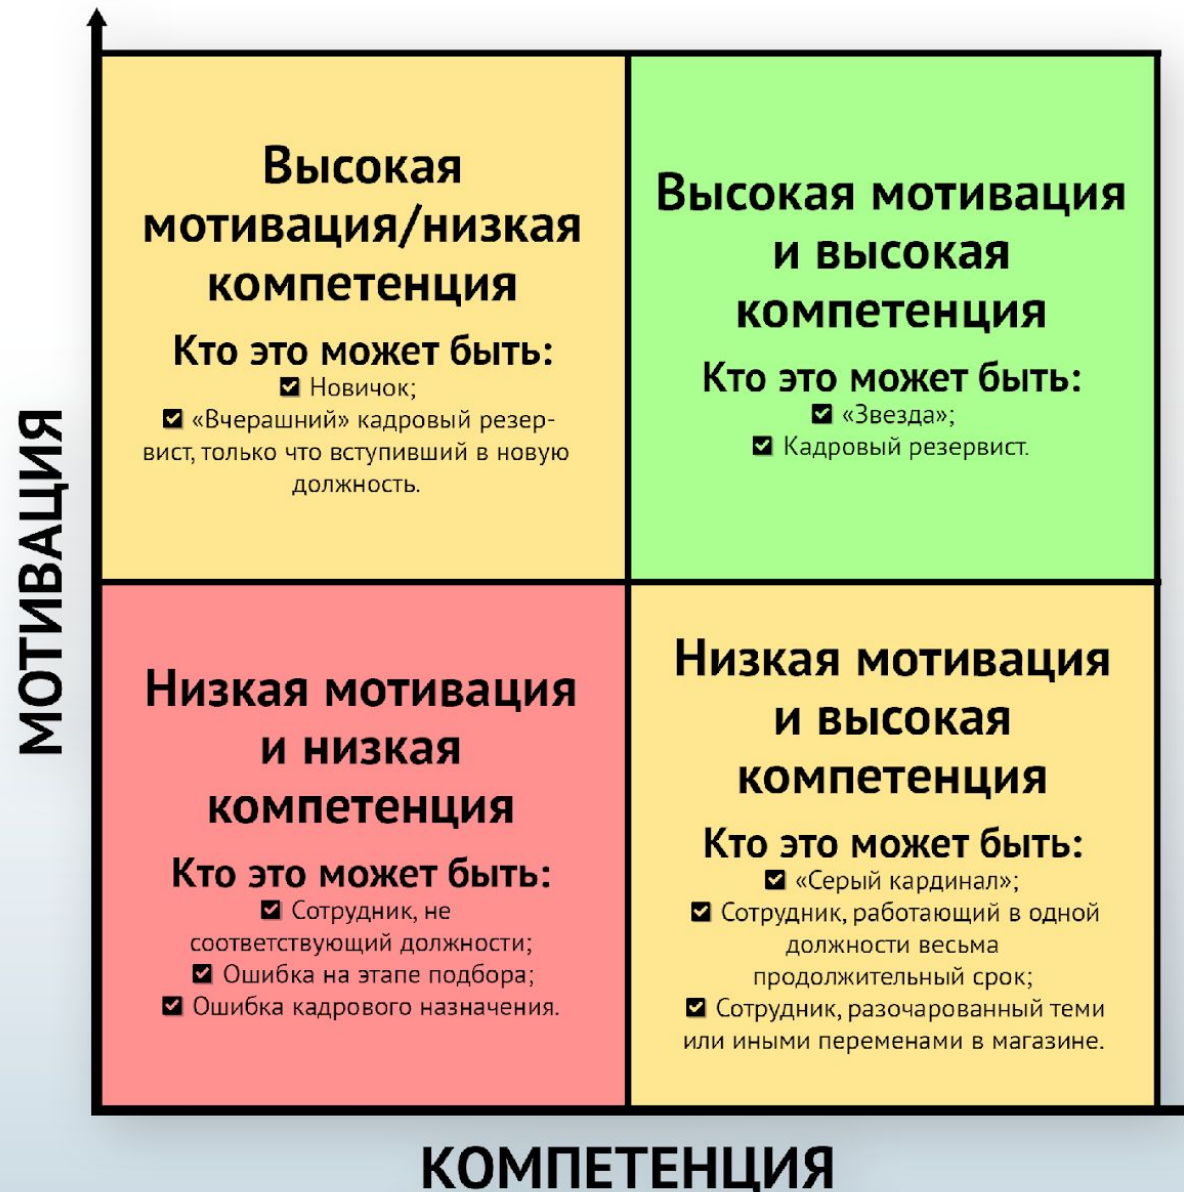 Высокая
мотивация/низкая
компетенция
Кто это может быть:
☑ Новичок;
☑ «Вчерашний» кадровый резер-
вист, только что вступивший в новую
должность.
Высокая мотивация
и высокая
компетенция
Кто это может быть:
☑ «Звезда»;
☑ Кадровый резервист.
МОТИВАЦИЯ
Низкая мотивация
и низкая
компетенция
Кто это может быть:
☑ Сотрудник, не
соответствующий должности;
☑ Ошибка на этапе подбора;
☑ Ошибка кадрового назначения.
Низкая мотивация
и высокая
компетенция
Кто это может быть:
☑ «Серый кардинал»;
☑ Сотрудник, работающий в одной
должности весьма
продолжительный срок;
☑ Сотрудник, разочарованный теми
или иными переменами в магазине.
КОМПЕТЕНЦИЯ